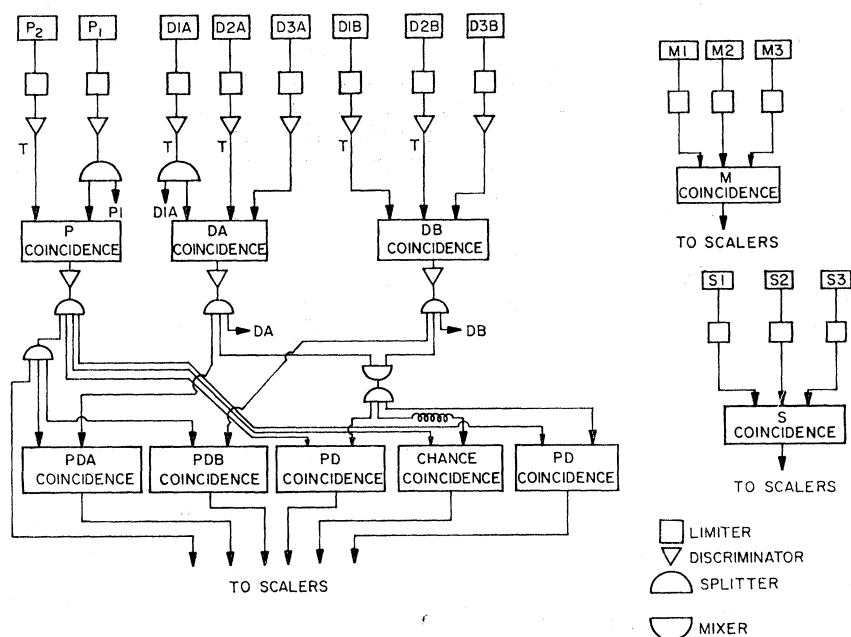 P2 P1 D1A D2A D3A D1B D2B D3B
M1 M2 M3
T T T T T
P1 D1A
P COINCIDENCE
DA COINCIDENCE
DB COINCIDENCE
M COINCIDENCE
TO SCALERS
S1 S2 S3
DA DB
S COINCIDENCE
PDA COINCIDENCE
PDB COINCIDENCE
PD COINCIDENCE
CHANCE COINCIDENCE
PD COINCIDENCE
TO SCALERS
TO SCALERS
LIMITER
DISCRIMINATOR
SPLITTER
MIXER